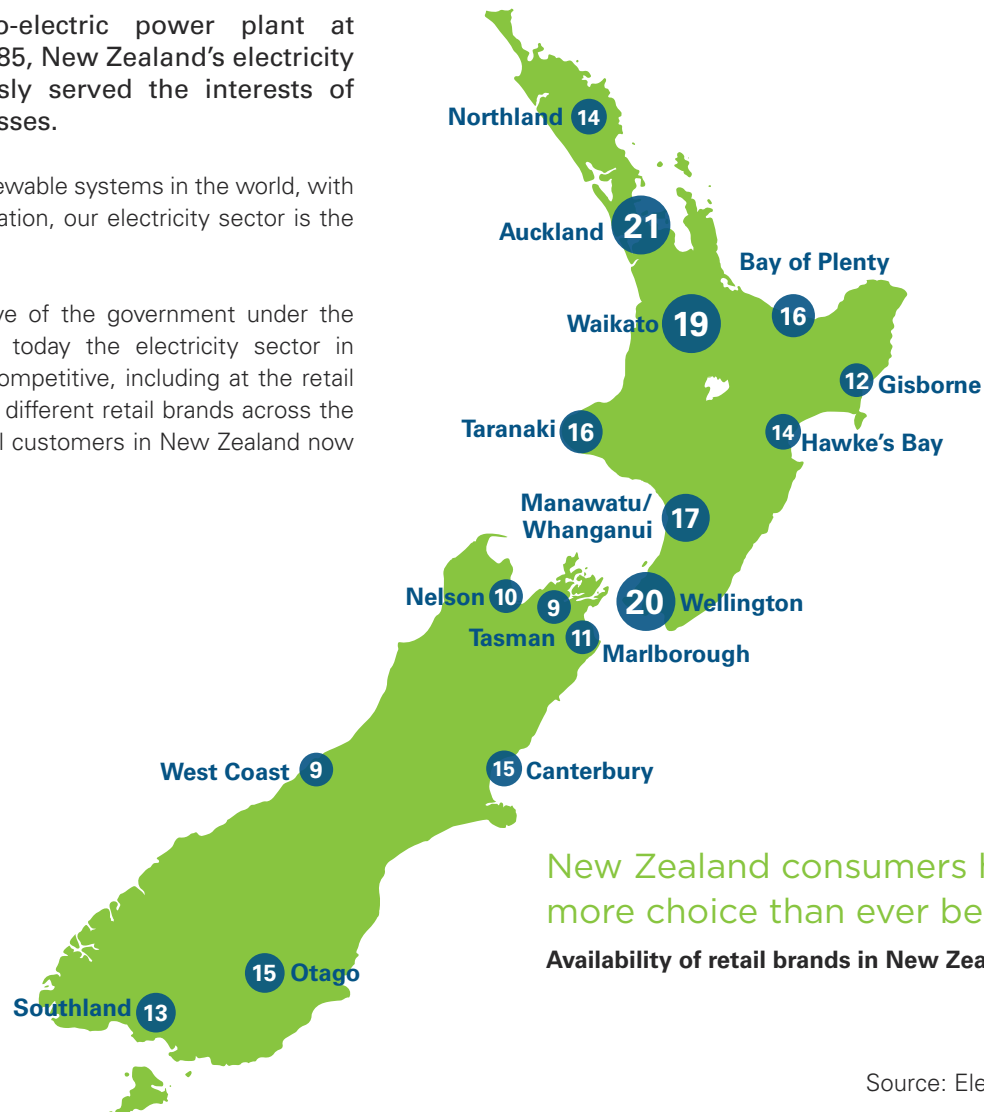 o-electric power plant at
85, New Zealand's electricity
sly served the interests of
sses.
ewable systems in the world, with
ation, our electricity sector is the
ve of the government under the
today the electricity sector in
ompetitive, including at the retail
different retail brands across the
l customers in New Zealand now
Northland 14
Auckland 21
Bay of Plenty
16
Waikato 19
12 Gisborne
Taranaki 16
14 Hawke's Bay
Manawatu/
Whanganui 17
Nelson 10
9
Tasman
20 Wellington
11 Marlborough
West Coast 9
15 Canterbury
New Zealand consumers h
more choice than ever be
Availability of retail brands in New Zea
15 Otago
Southland 13
Source: Ele